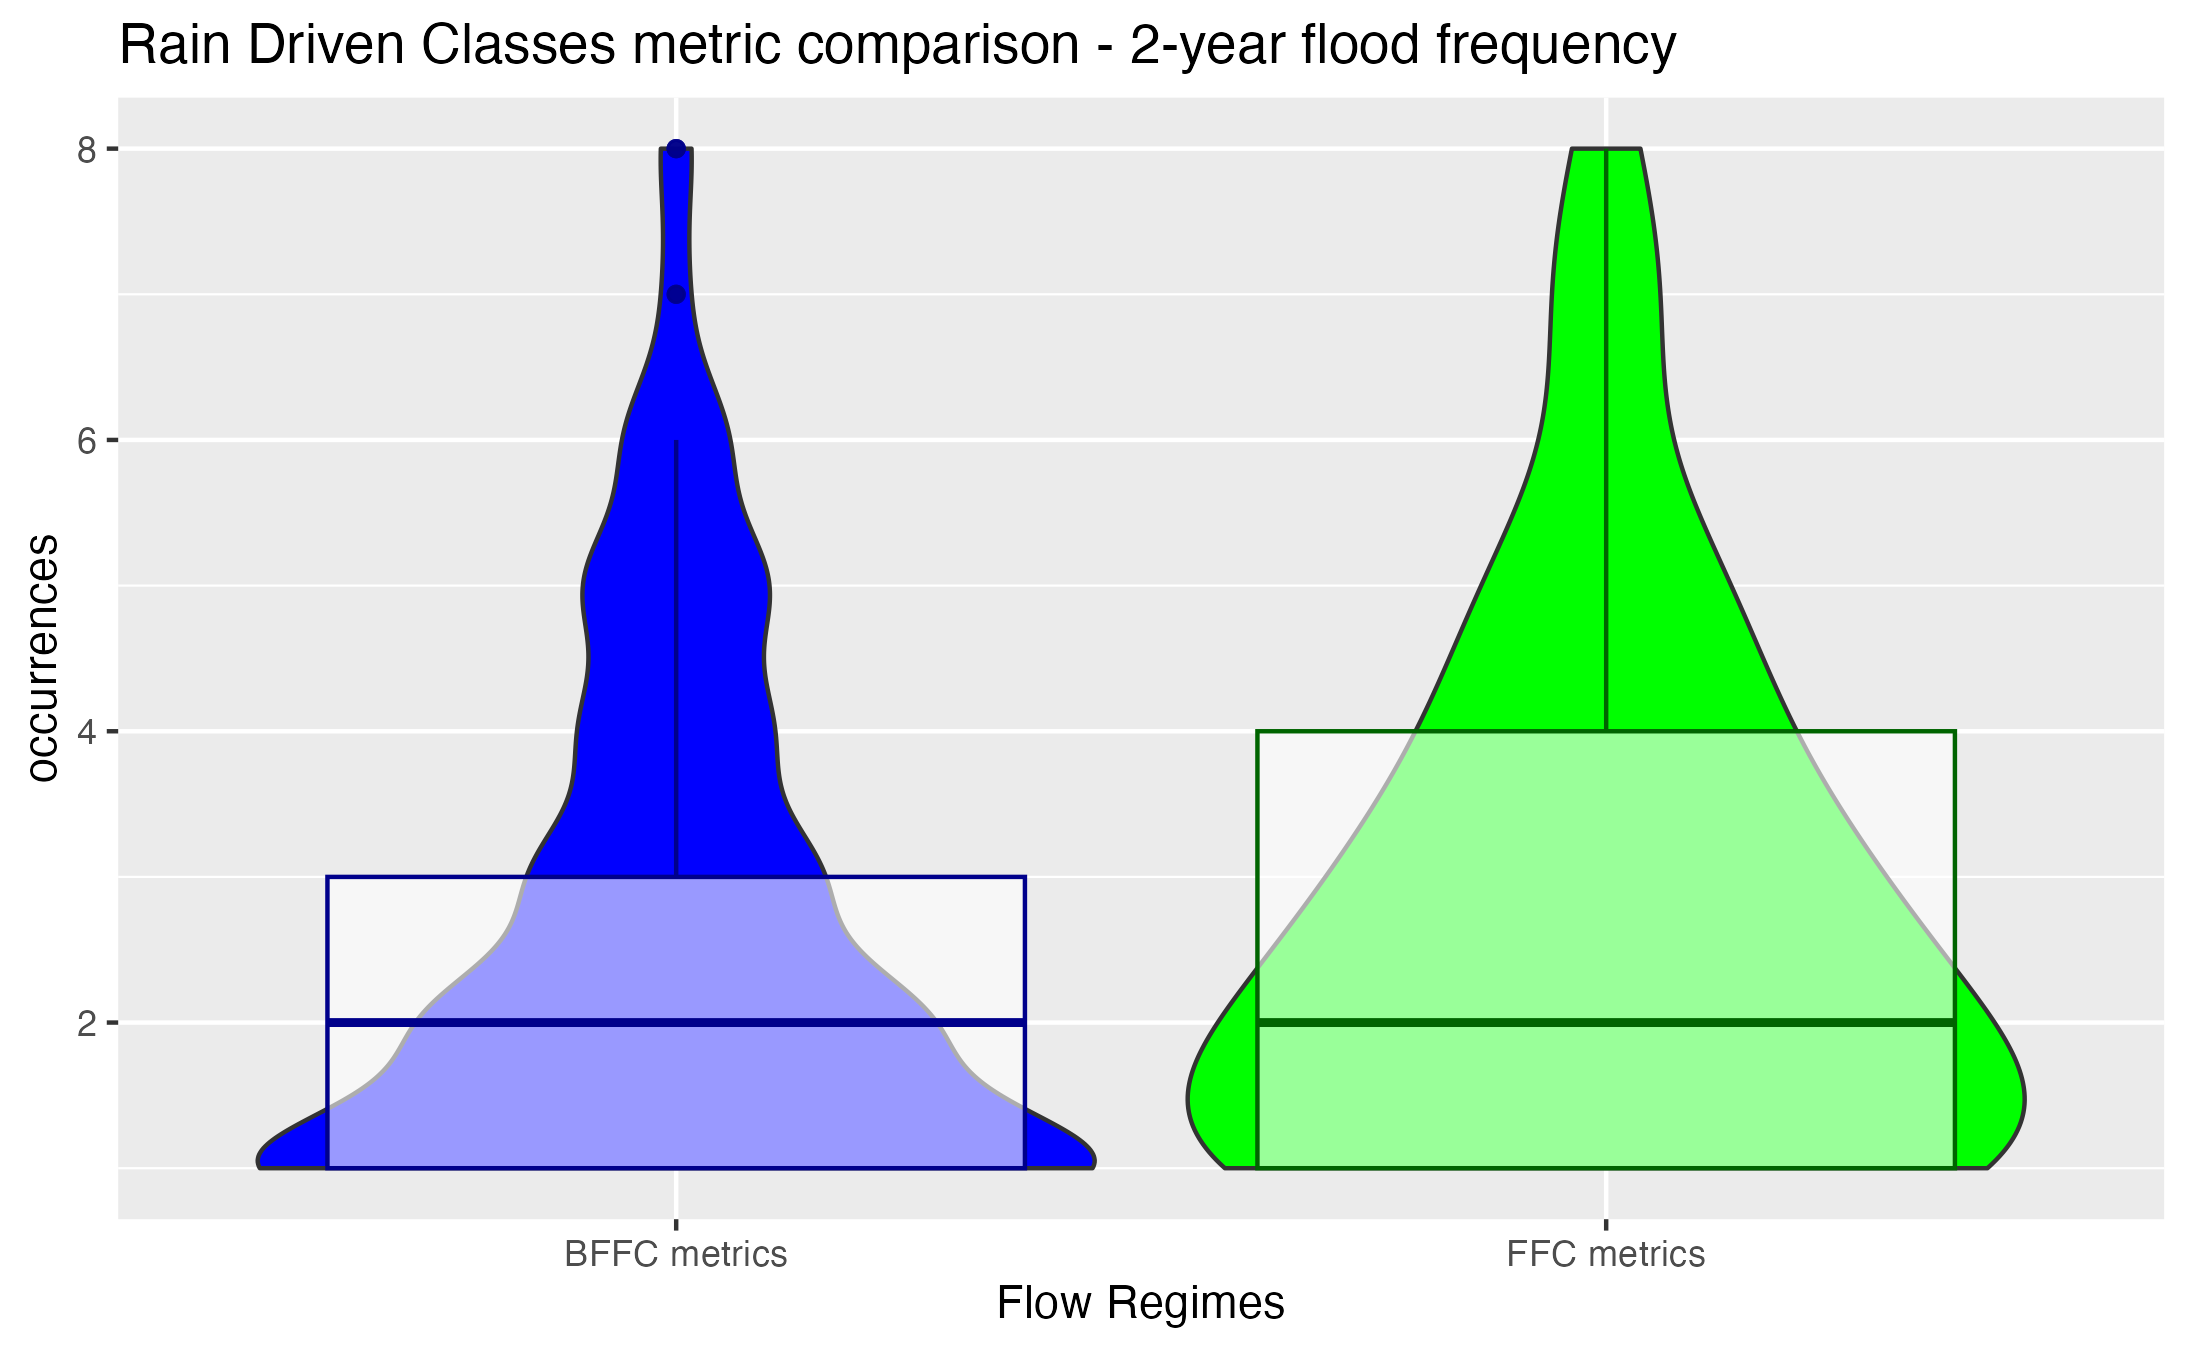 Rain Driven Classes metric comparison - 2-year flood frequency
occurrences
8
6
4
2
BFFC metrics
FFC metrics
Flow Regimes